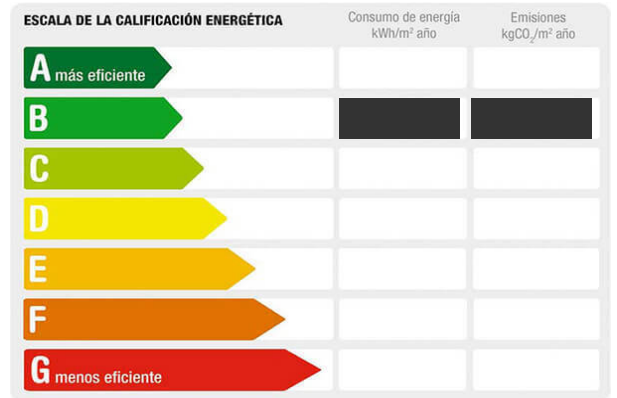 ESCALA DE LA CALIFICACIÓN ENERGÉTICA
Consumo de energía
kWh/m² año
Emisiones
kgCO₂/m² año
A más eficiente
B
C
D
E
F
G menos eficiente